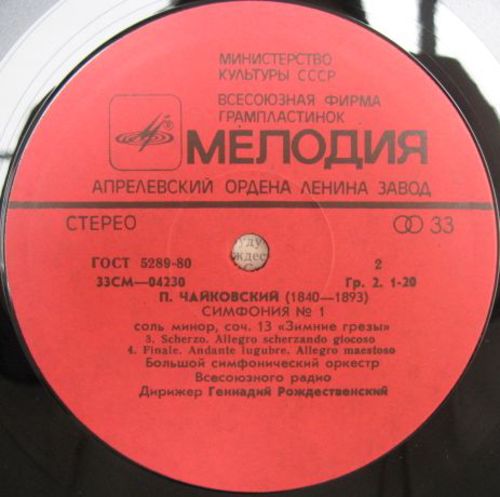 МИНИСТЕРСТВО
КУЛЬТУРЫ СССР
ВСЕСОЮЗНАЯ ФИРМА
ГРАМПЛАСТИНОК
МЕЛОДИЯ
АПРЕЛЕВСКИЙ ОРДЕНА ЛЕНИНА ЗАВОД
СТЕРЕО 33
ГОСТ 5289-80 2
33СМ—04230 Гр. 2. 1-20
П. ЧАЙКОВСКИЙ (1840—1893)
СИМФОНИЯ № 1
соль минор, соч. 13 «Зимние грезы»
3. Scherzo. Allegro scherzando giocoso
4. Finale. Andante lugubre. Allegro maestoso
Большой симфонический оркестр
Всесоюзного радио
Дирижер Геннадий Рождественский